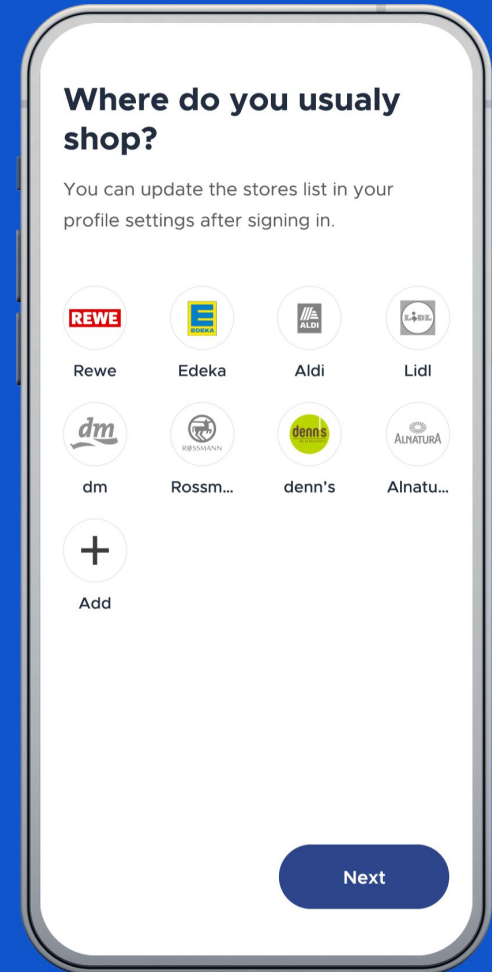 Where do you usualy
shop?
You can update the stores list in your
profile settings after signing in.
REWE
EDEKA
ALDI
LIDL
Rewe Edeka Aldi Lidl
dm
ROSSMANN
denn's
ALNATURA
dm Rossm... denn's Alnatu...
Add
Next